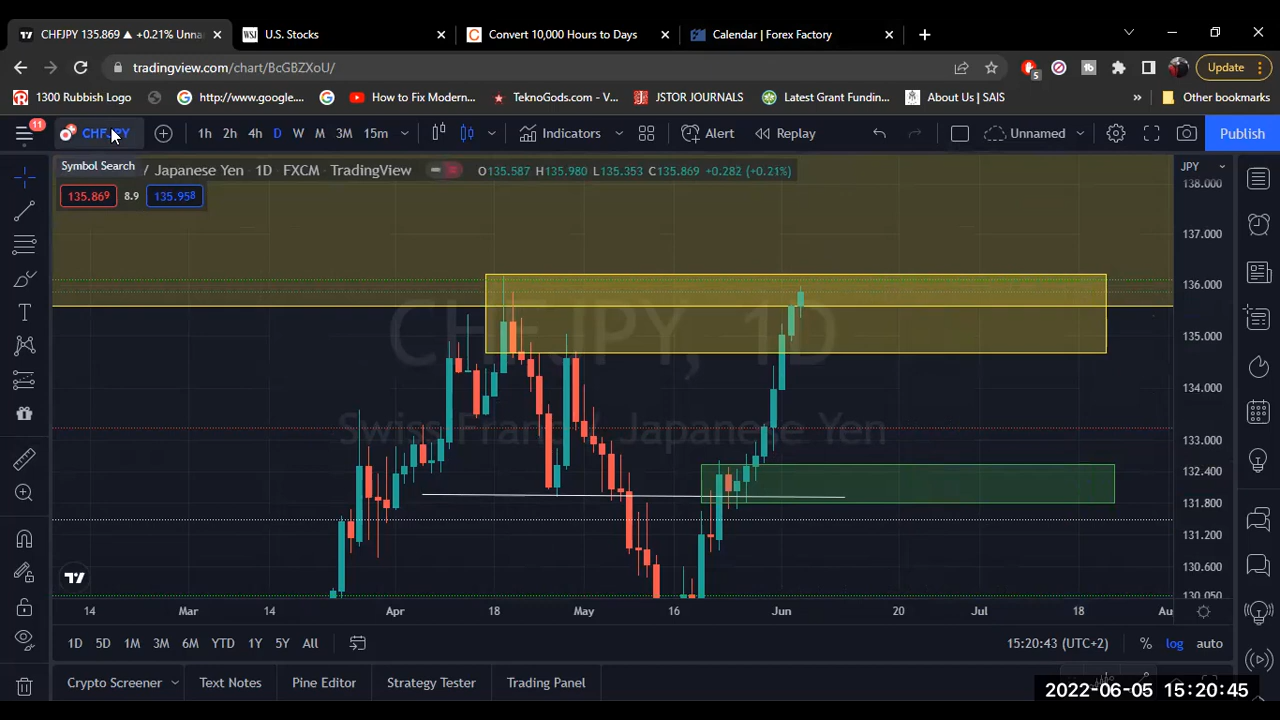 CHFJPY 135.869 ▲ +0.21% Unna
U.S. Stocks
Convert 10,000 Hours to Days
Calendar | Forex Factory
tradingview.com/chart/BcGBZXoU/
5
Update
1300 Rubbish Logo
http://www.google....
How to Fix Modern...
TeknoGods.com - V...
JSTOR JOURNALS
Latest Grant Fundin...
About Us | SAIS
Other bookmarks
11
CHFJPY
1h 2h 4h D W M 3M 15m
Indicators
Alert
Replay
Unnamed
Publish
Symbol Search
/ Japanese Yen · 1D · FXCM · TradingView
O135.587 H135.980 L135.353 C135.869 +0.282 (+0.21%)
JPY
135.869 8.9 135.958
138.000
137.000
136.000
135.000
134.000
133.000
132.400
131.800
131.200
130.600
130.050
CHFJPY, 1D
Swiss Franc / Japanese Yen
14 Mar 14 Apr 18 May 16 Jun 20 Jul 18 Au
1D 5D 1M 3M 6M YTD 1Y 5Y All
15:20:43 (UTC+2)
% log auto
Crypto Screener
Text Notes
Pine Editor
Strategy Tester
Trading Panel
2022-06-05 15:20:45